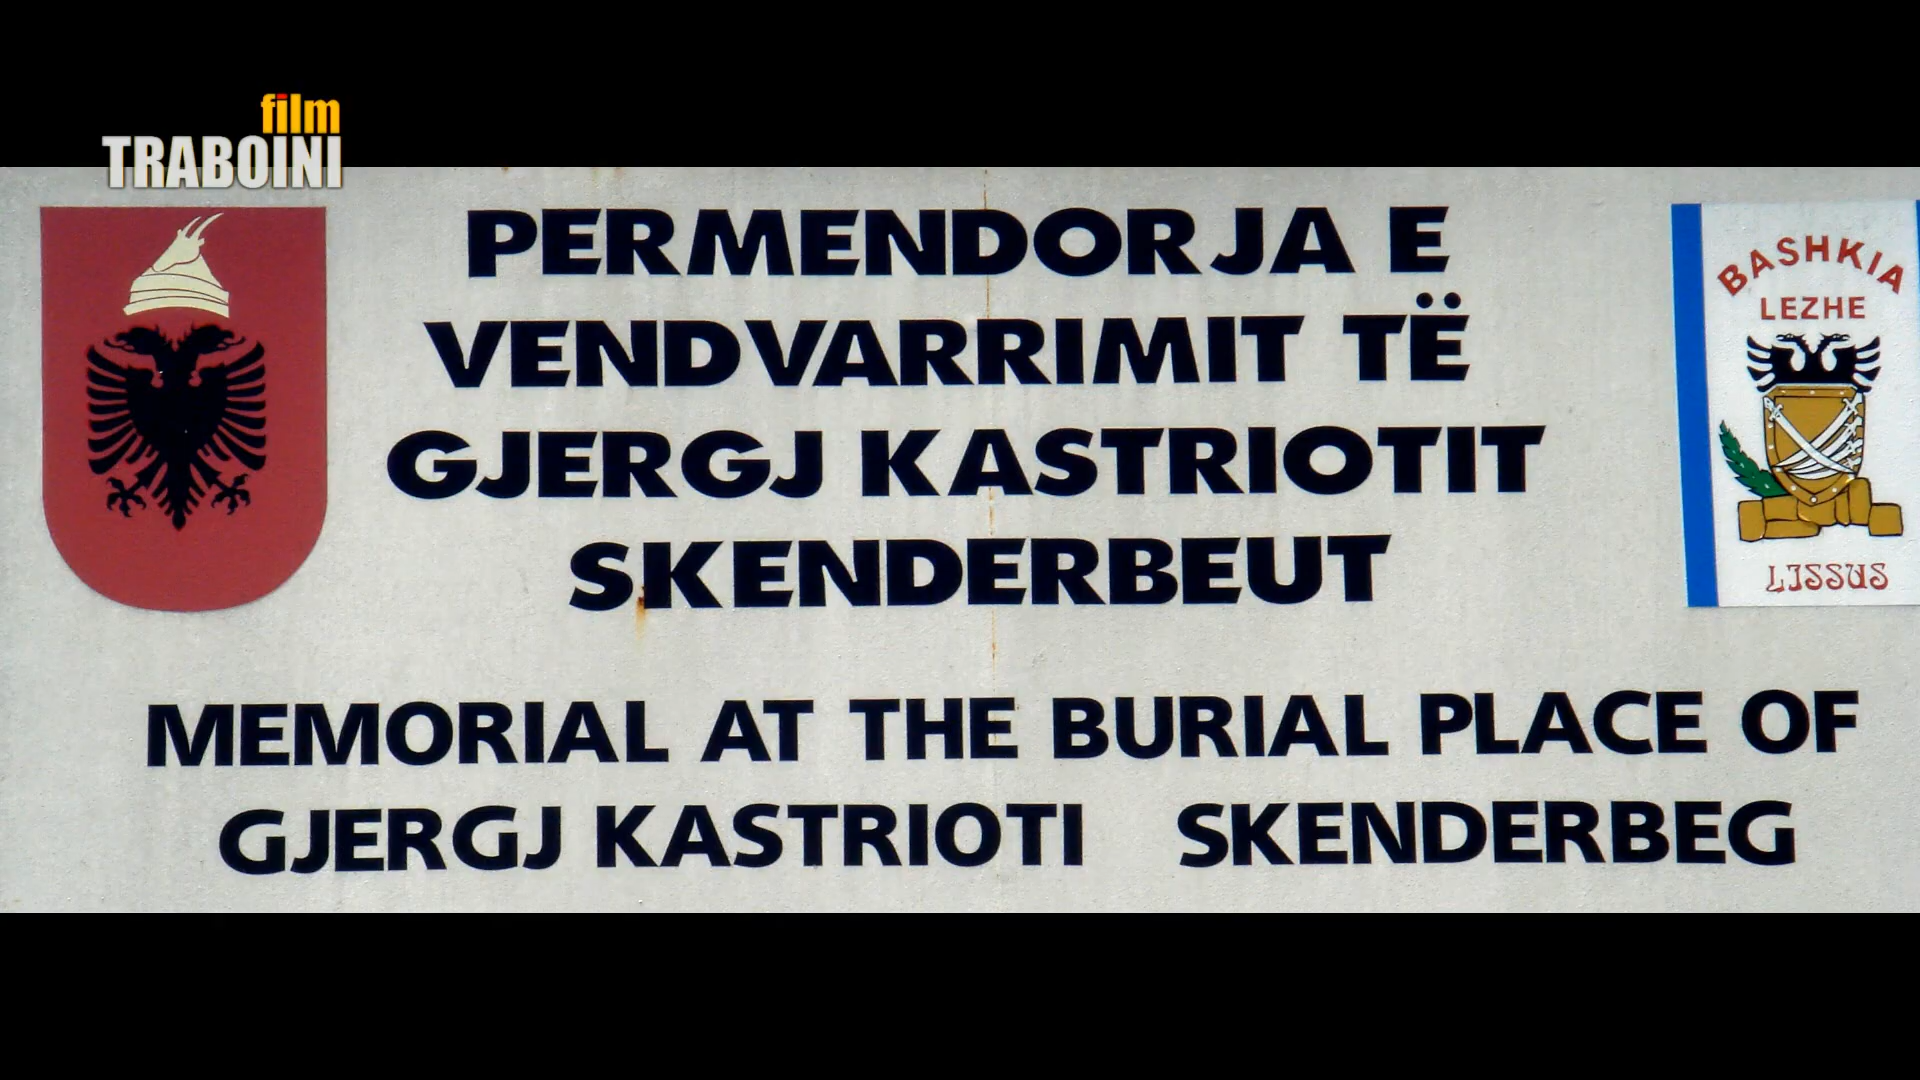 film
TRABOINI
PERMENDORJA E
VENDVARRIMIT TË
GJERGJ KASTRIOTIT
SKENDERBEUT
MEMORIAL AT THE BURIAL PLACE OF
GJERGJ KASTRIOTI SKENDERBEG
BASHKIA
LEZHE
LISSUS